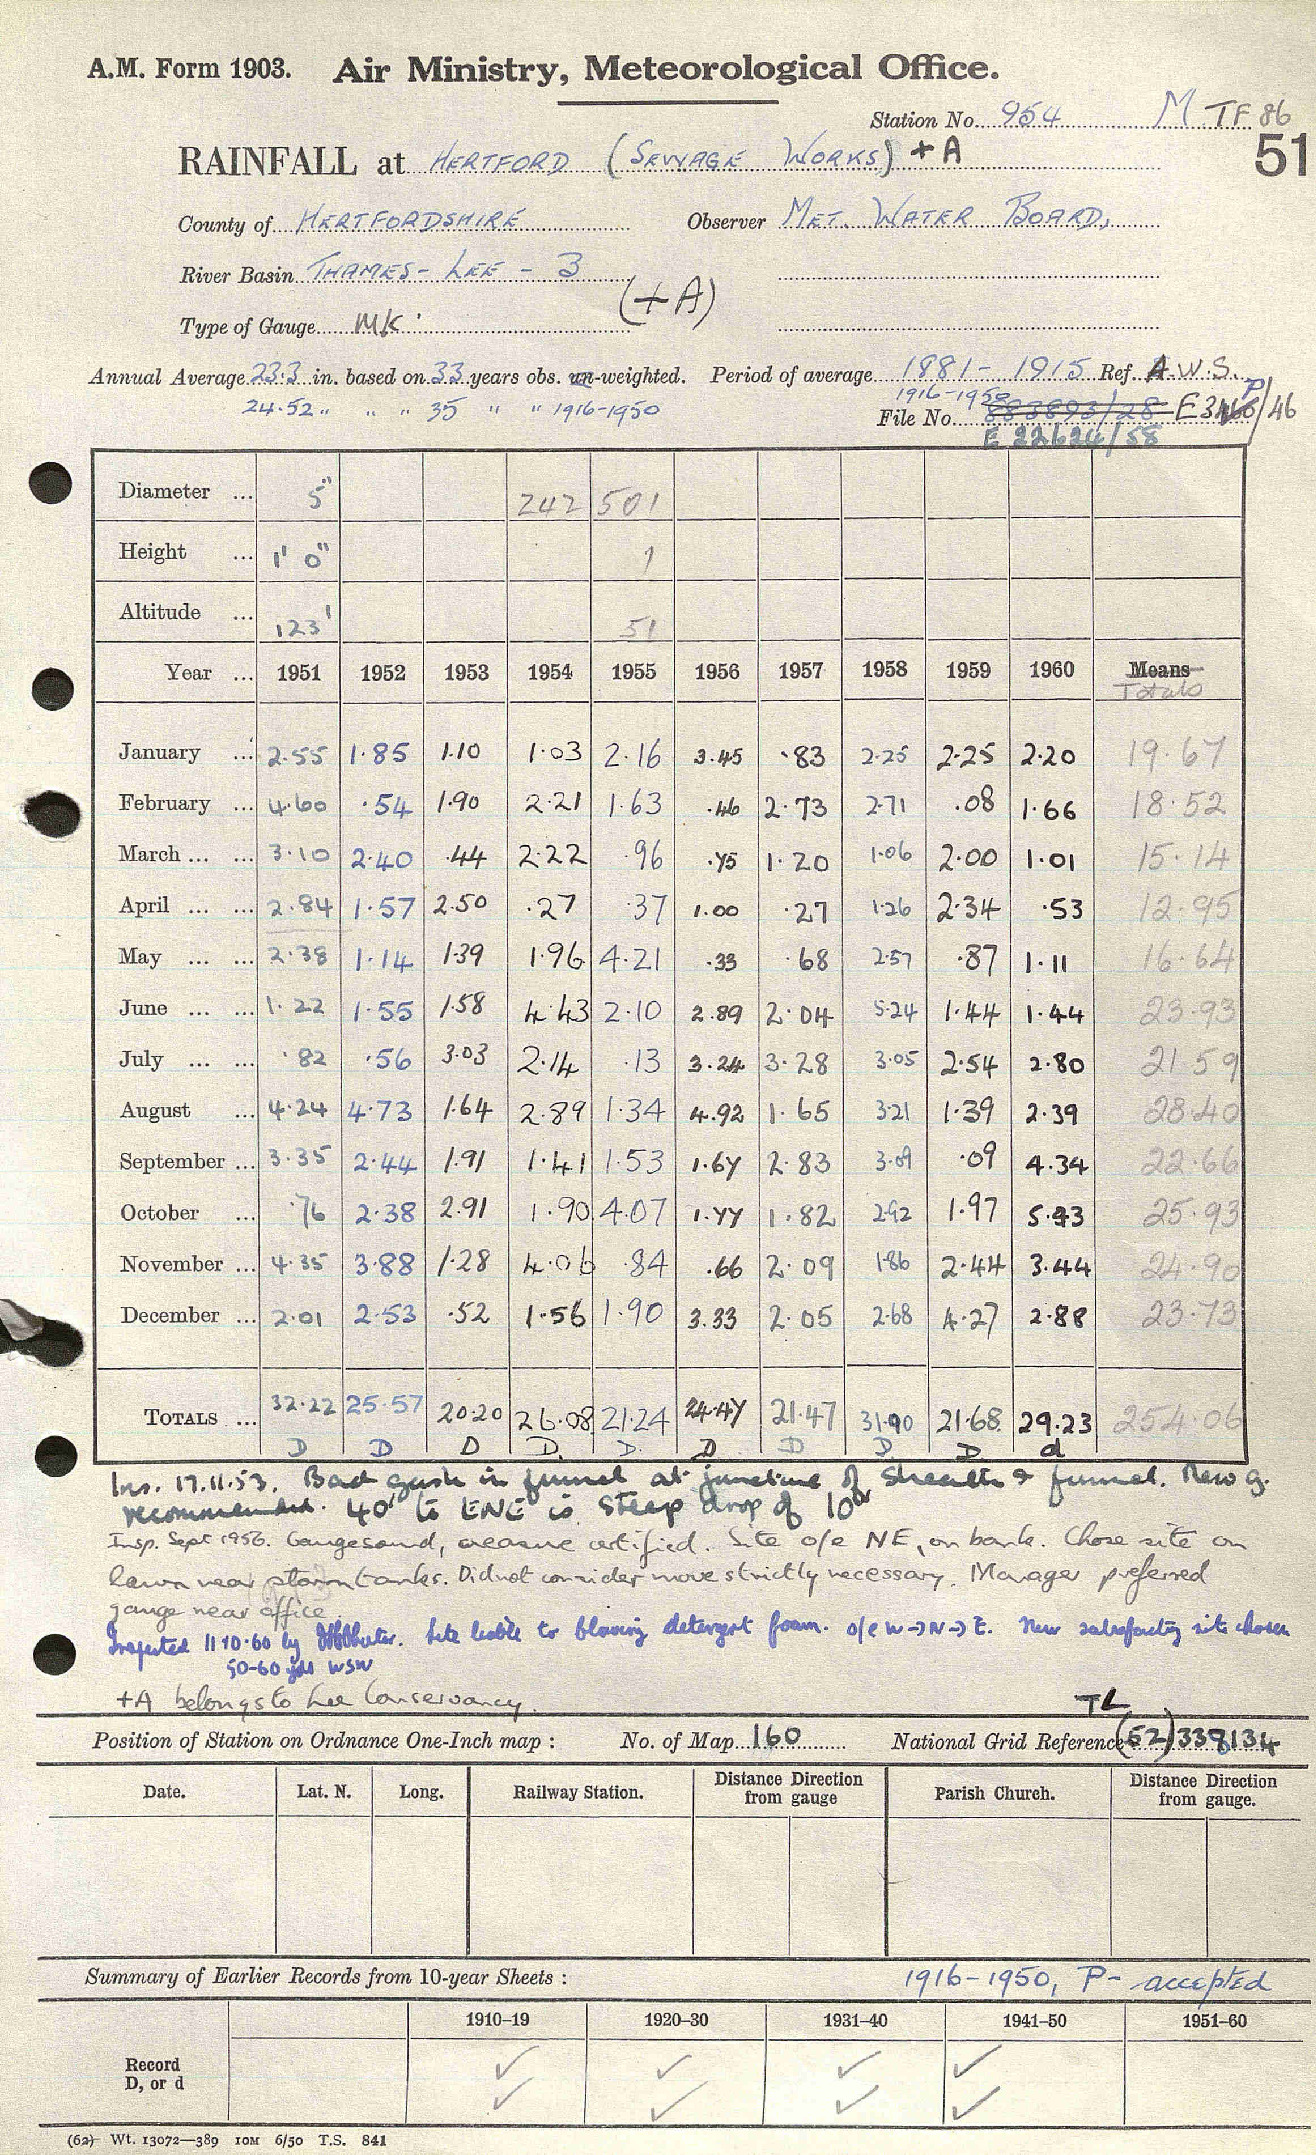 A.M. Form 1903. Air Ministry, Meteorological Office.
Station No. 954 M TF 86
RAINFALL at HERTFORD (SEWAGE WORKS) + A 51
County of HERTFORDSHIRE Observer MET. WATER BOARD,
River Basin THAMES - LEE - 3
(+A)
Type of Gauge MK
Annual Average 23.3 in. based on 33 years obs. un-weighted. Period of average 1881 - 1915 Ref. A.W.S.
24.52 " " " 35 " " 1916-1950 1916-1950
File No. 883893/28 E3 /46
E 22624/58
Diameter ... 5" 242 501
Height ... 1' 0" 1
Altitude ... 123' 51
Year ... 1951 1952 1953 1954 1955 1956 1957 1958 1959 1960 Means
Totals
January ... 2.55 1.85 1.10 1.03 2.16 3.45 .83 2.25 2.25 2.20 19.67
February ... 4.60 .54 1.90 2.21 1.63 .46 2.73 2.71 .08 1.66 18.52
March ... ... 3.10 2.40 .44 2.22 .96 .75 1.20 1.06 2.00 1.01 15.14
April ... ... 2.84 1.57 2.50 .27 .37 1.00 .27 1.26 2.34 .53 12.95
May ... ... 2.38 1.14 1.39 1.96 4.21 .33 .68 2.57 .87 1.11 16.64
June ... ... 1.22 1.55 1.58 4.43 2.10 2.89 2.04 5.24 1.44 1.44 23.93
July ... ... .82 .56 3.03 2.14 .13 3.24 3.28 3.05 2.54 2.80 21.59
August ... 4.24 4.73 1.64 2.89 1.34 4.92 1.65 3.21 1.39 2.39 28.40
September ... 3.35 2.44 1.91 1.41 1.53 1.67 2.83 3.09 .09 4.34 22.66
October ... .76 2.38 2.91 1.90 4.07 1.77 1.82 2.92 1.97 5.43 25.93
November ... 4.35 3.88 1.28 4.06 .84 .66 2.09 1.86 2.44 3.44 24.90
December ... 2.01 2.53 .52 1.56 1.90 3.33 2.05 2.68 4.27 2.88 23.73
TOTALS ... 32.22 25.57 20.20 26.08 21.24 24.47 21.47 31.90 21.68 29.23 254.06
D D D D. D. D D D. D. d
Ins. 17.11.53. Bad gash in funnel at junction of sheath & funnel. New g.
recommended. 40' to ENE is steep drop of 10'
Insp. Sept 1956. Gauge sound, measure certified. Site o/e NE, on bank. Chose site on
lawn near storm tanks. Did not consider move strictly necessary. Manager preferred
gauge near office.
Inspected 11.10.60 by. Site liable to blowing detergent foam. o/e W→N→E. New satisfactory site chosen
50-60 yds WSW
+A belongs to Lee Conservancy.
TL
Position of Station on Ordnance One-Inch map : No. of Map 160 National Grid Reference (52) 338134
Date. Lat. N. Long. Railway Station. Distance Direction from gauge Parish Church. Distance Direction from gauge.
Summary of Earlier Records from 10-year Sheets : 1916-1950, P- accepted
1910–19 1920–30 1931–40 1941–50 1951–60
Record
D, or d
(62) Wt. 13072—389 10M 6/50 T.S. 841